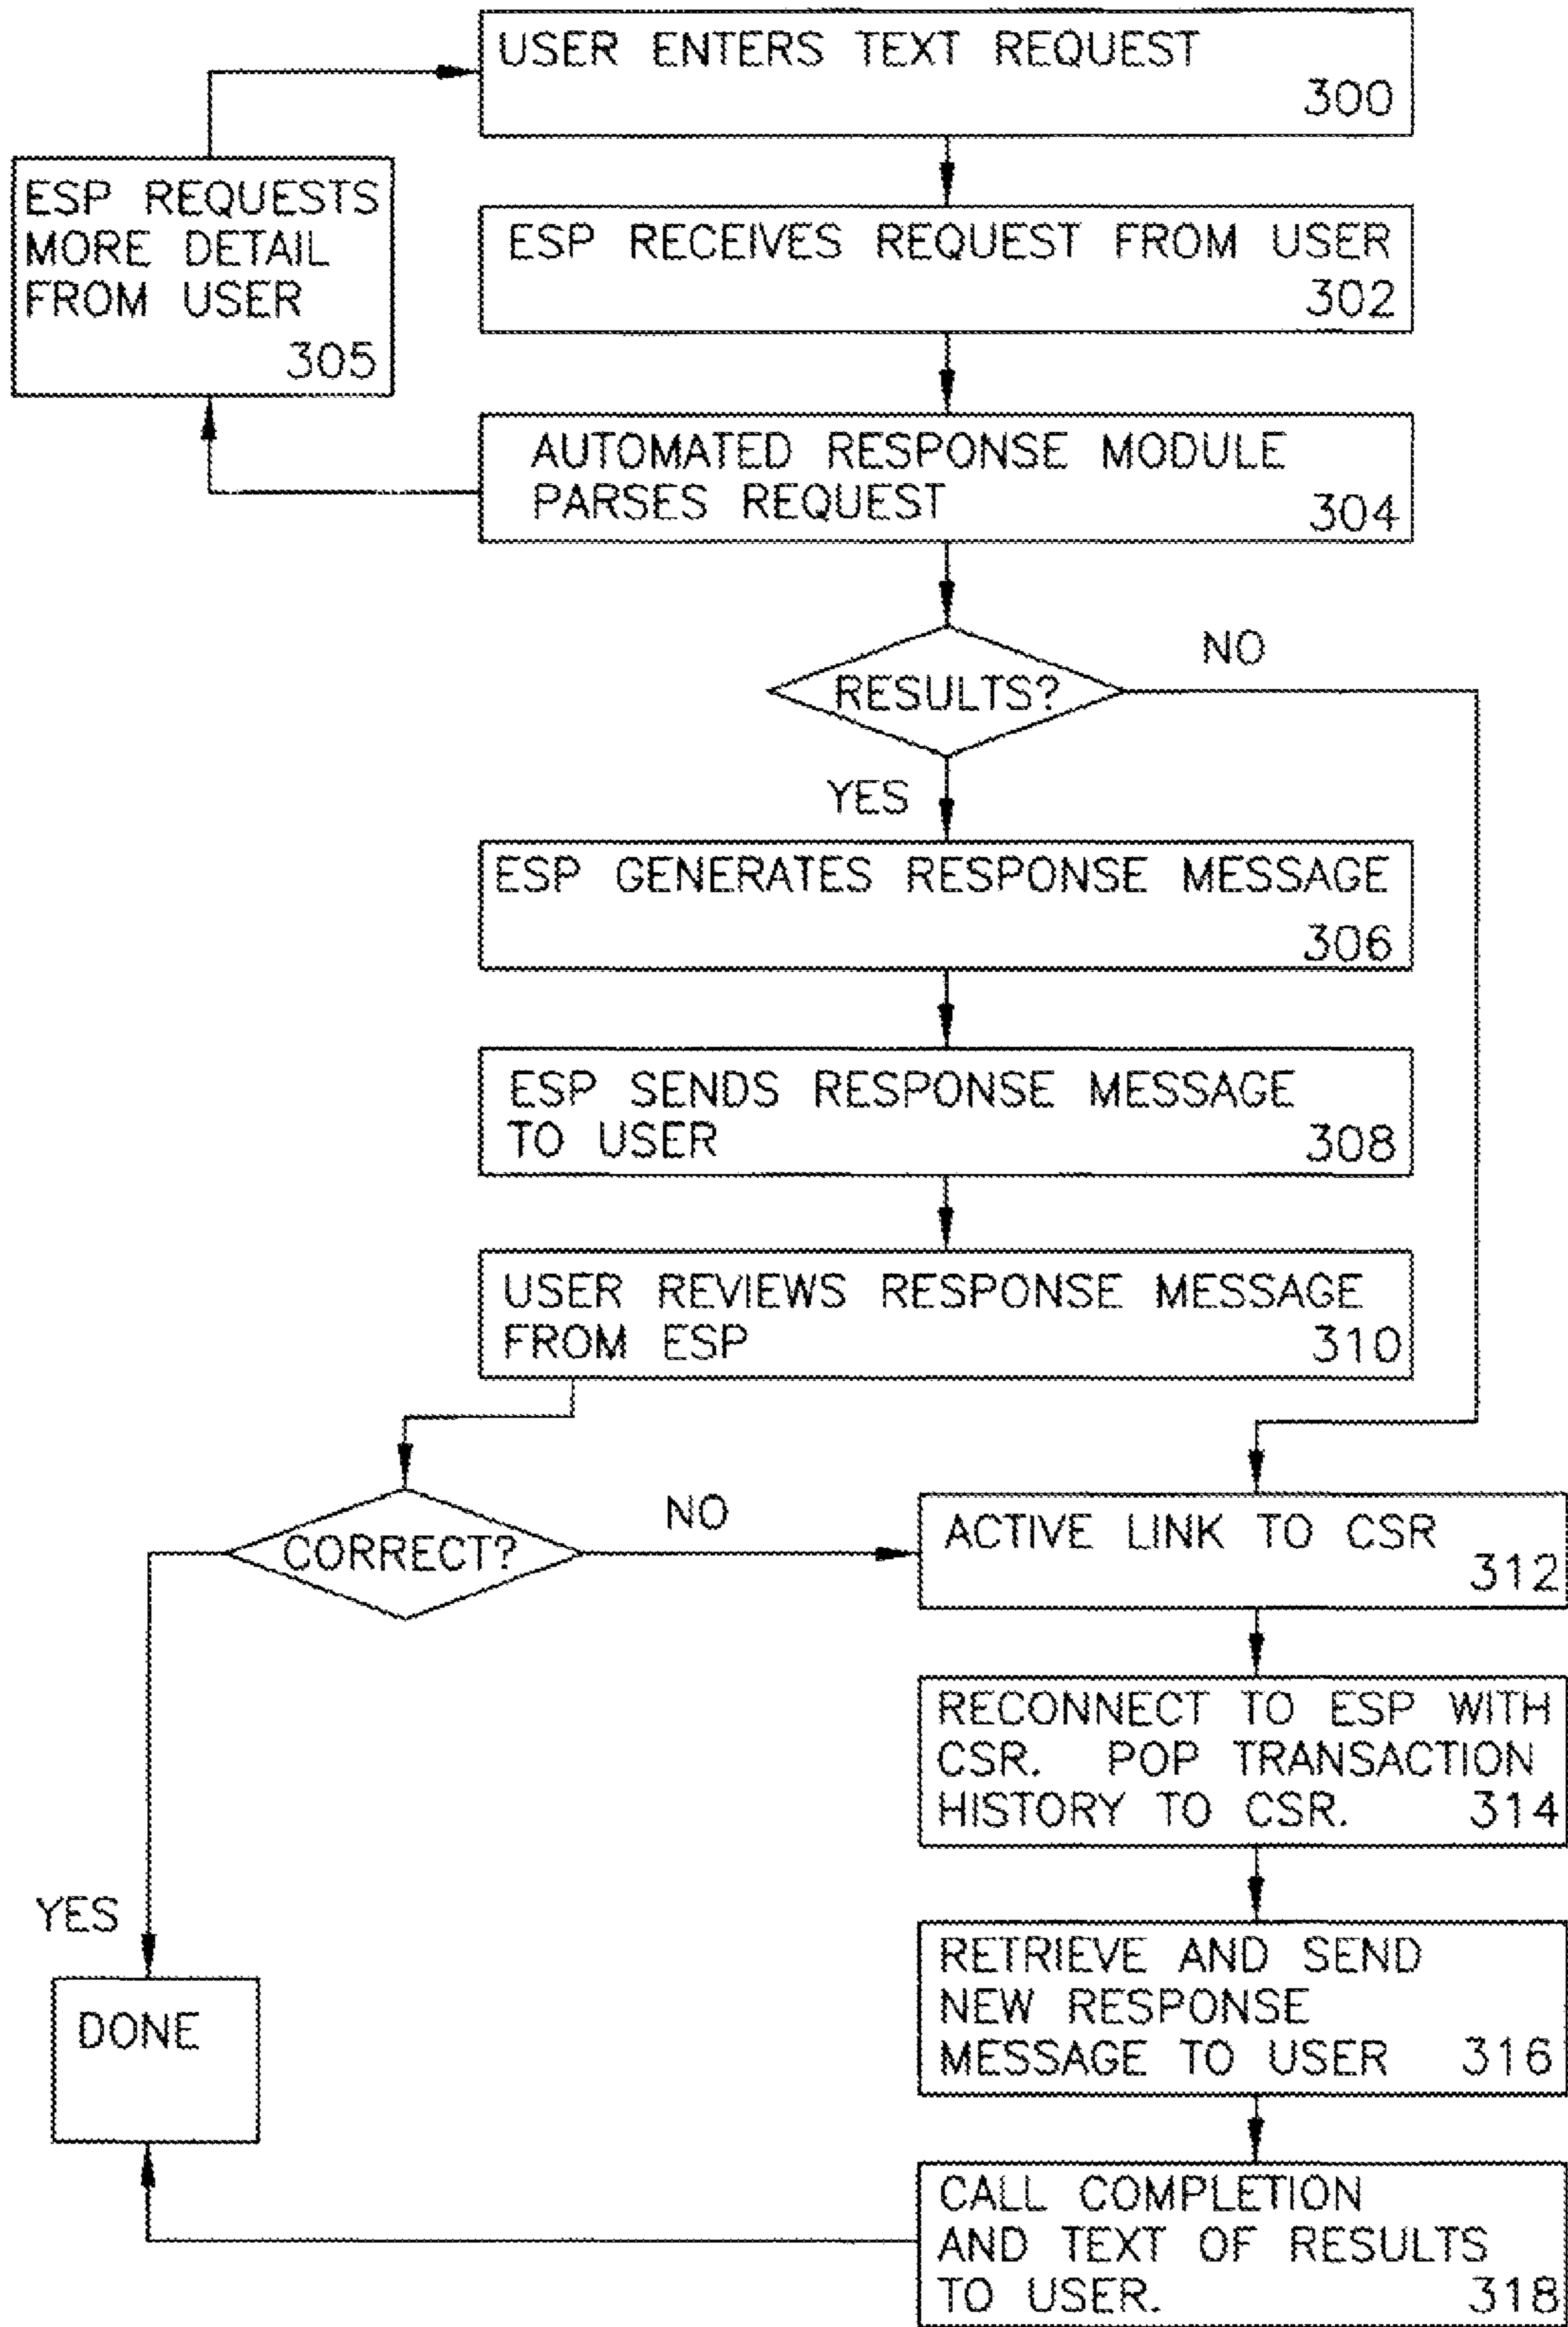 USER ENTERS TEXT REQUEST
300
ESP REQUESTS
MORE DETAIL
FROM USER
305
ESP RECEIVES REQUEST FROM USER
302
AUTOMATED RESPONSE MODULE
PARSES REQUEST
304
RESULTS?
NO
YES
ESP GENERATES RESPONSE MESSAGE
306
ESP SENDS RESPONSE MESSAGE
TO USER 308
USER REVIEWS RESPONSE MESSAGE
FROM ESP 310
CORRECT?
NO
ACTIVE LINK TO CSR
312
RECONNECT TO ESP WITH
CSR. POP TRANSACTION
HISTORY TO CSR. 314
YES
DONE
RETRIEVE AND SEND
NEW RESPONSE
MESSAGE TO USER 316
CALL COMPLETION
AND TEXT OF RESULTS
TO USER. 318